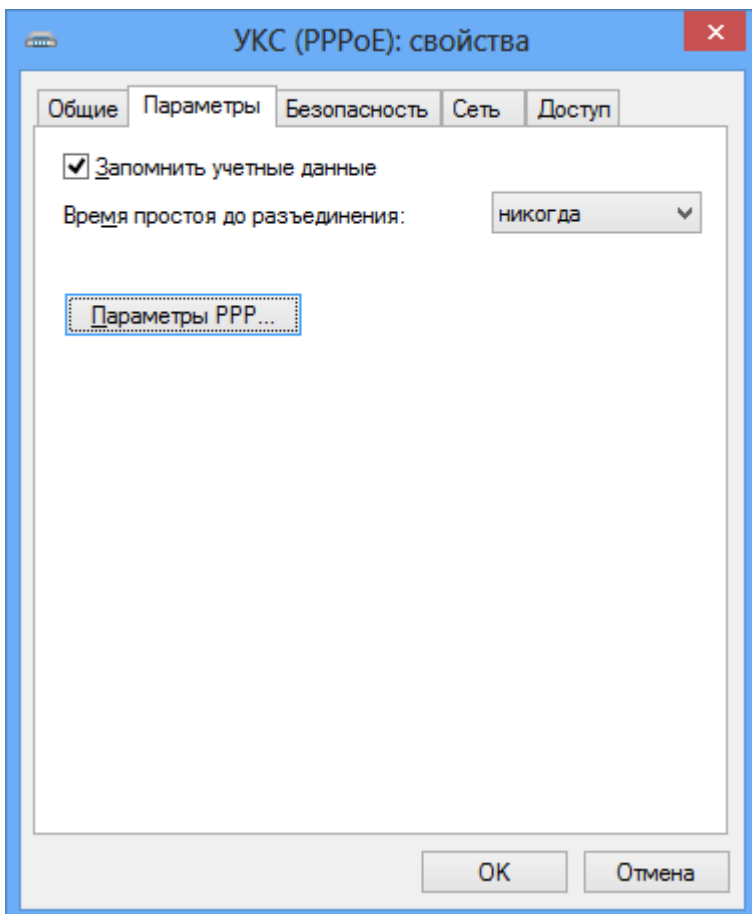 УКС (PPPoE): свойства
Общие Параметры Безопасность Сеть Доступ
Запомнить учетные данные
Время простоя до разъединения: никогда
Параметры PPP...
OK Отмена